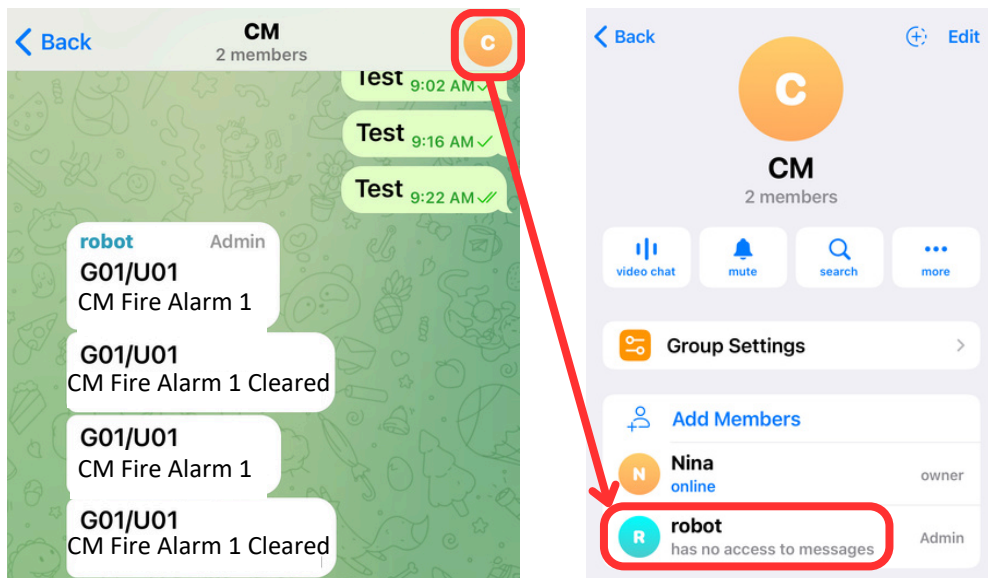 Back
CM
2 members
C
Test 9:02 AM
Test 9:16 AM
Test 9:22 AM
robot Admin
G01/U01
CM Fire Alarm 1
G01/U01
CM Fire Alarm 1 Cleared
G01/U01
CM Fire Alarm 1
G01/U01
CM Fire Alarm 1 Cleared
Back
Edit
C
CM
2 members
video chat
mute
search
more
Group Settings
Add Members
N
Nina
online
owner
R
robot
has no access to messages
Admin